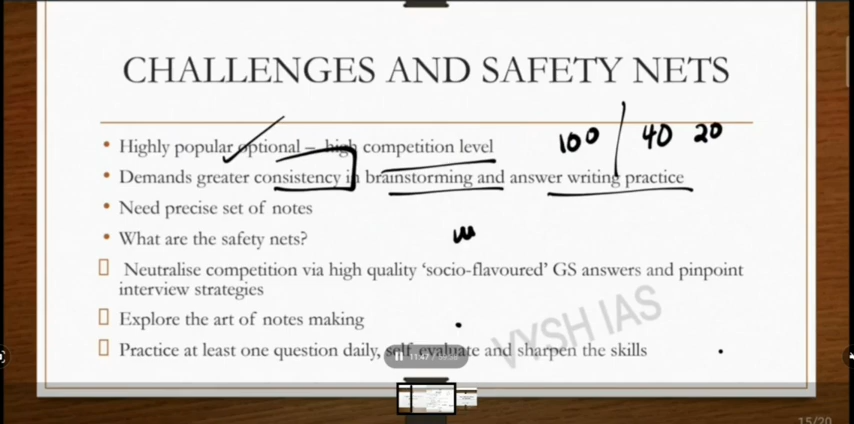 CHALLENGES AND SAFETY NETS
100 40 20
• Highly popular optional – high competition level
• Demands greater consistency in brainstorming and answer writing practice
• Need precise set of notes
• What are the safety nets?
Neutralise competition via high quality ‘socio-flavoured’ GS answers and pinpoint
interview strategies
Explore the art of notes making
Practice at least one question daily, self evaluate and sharpen the skills
VYSH IAS
15/20